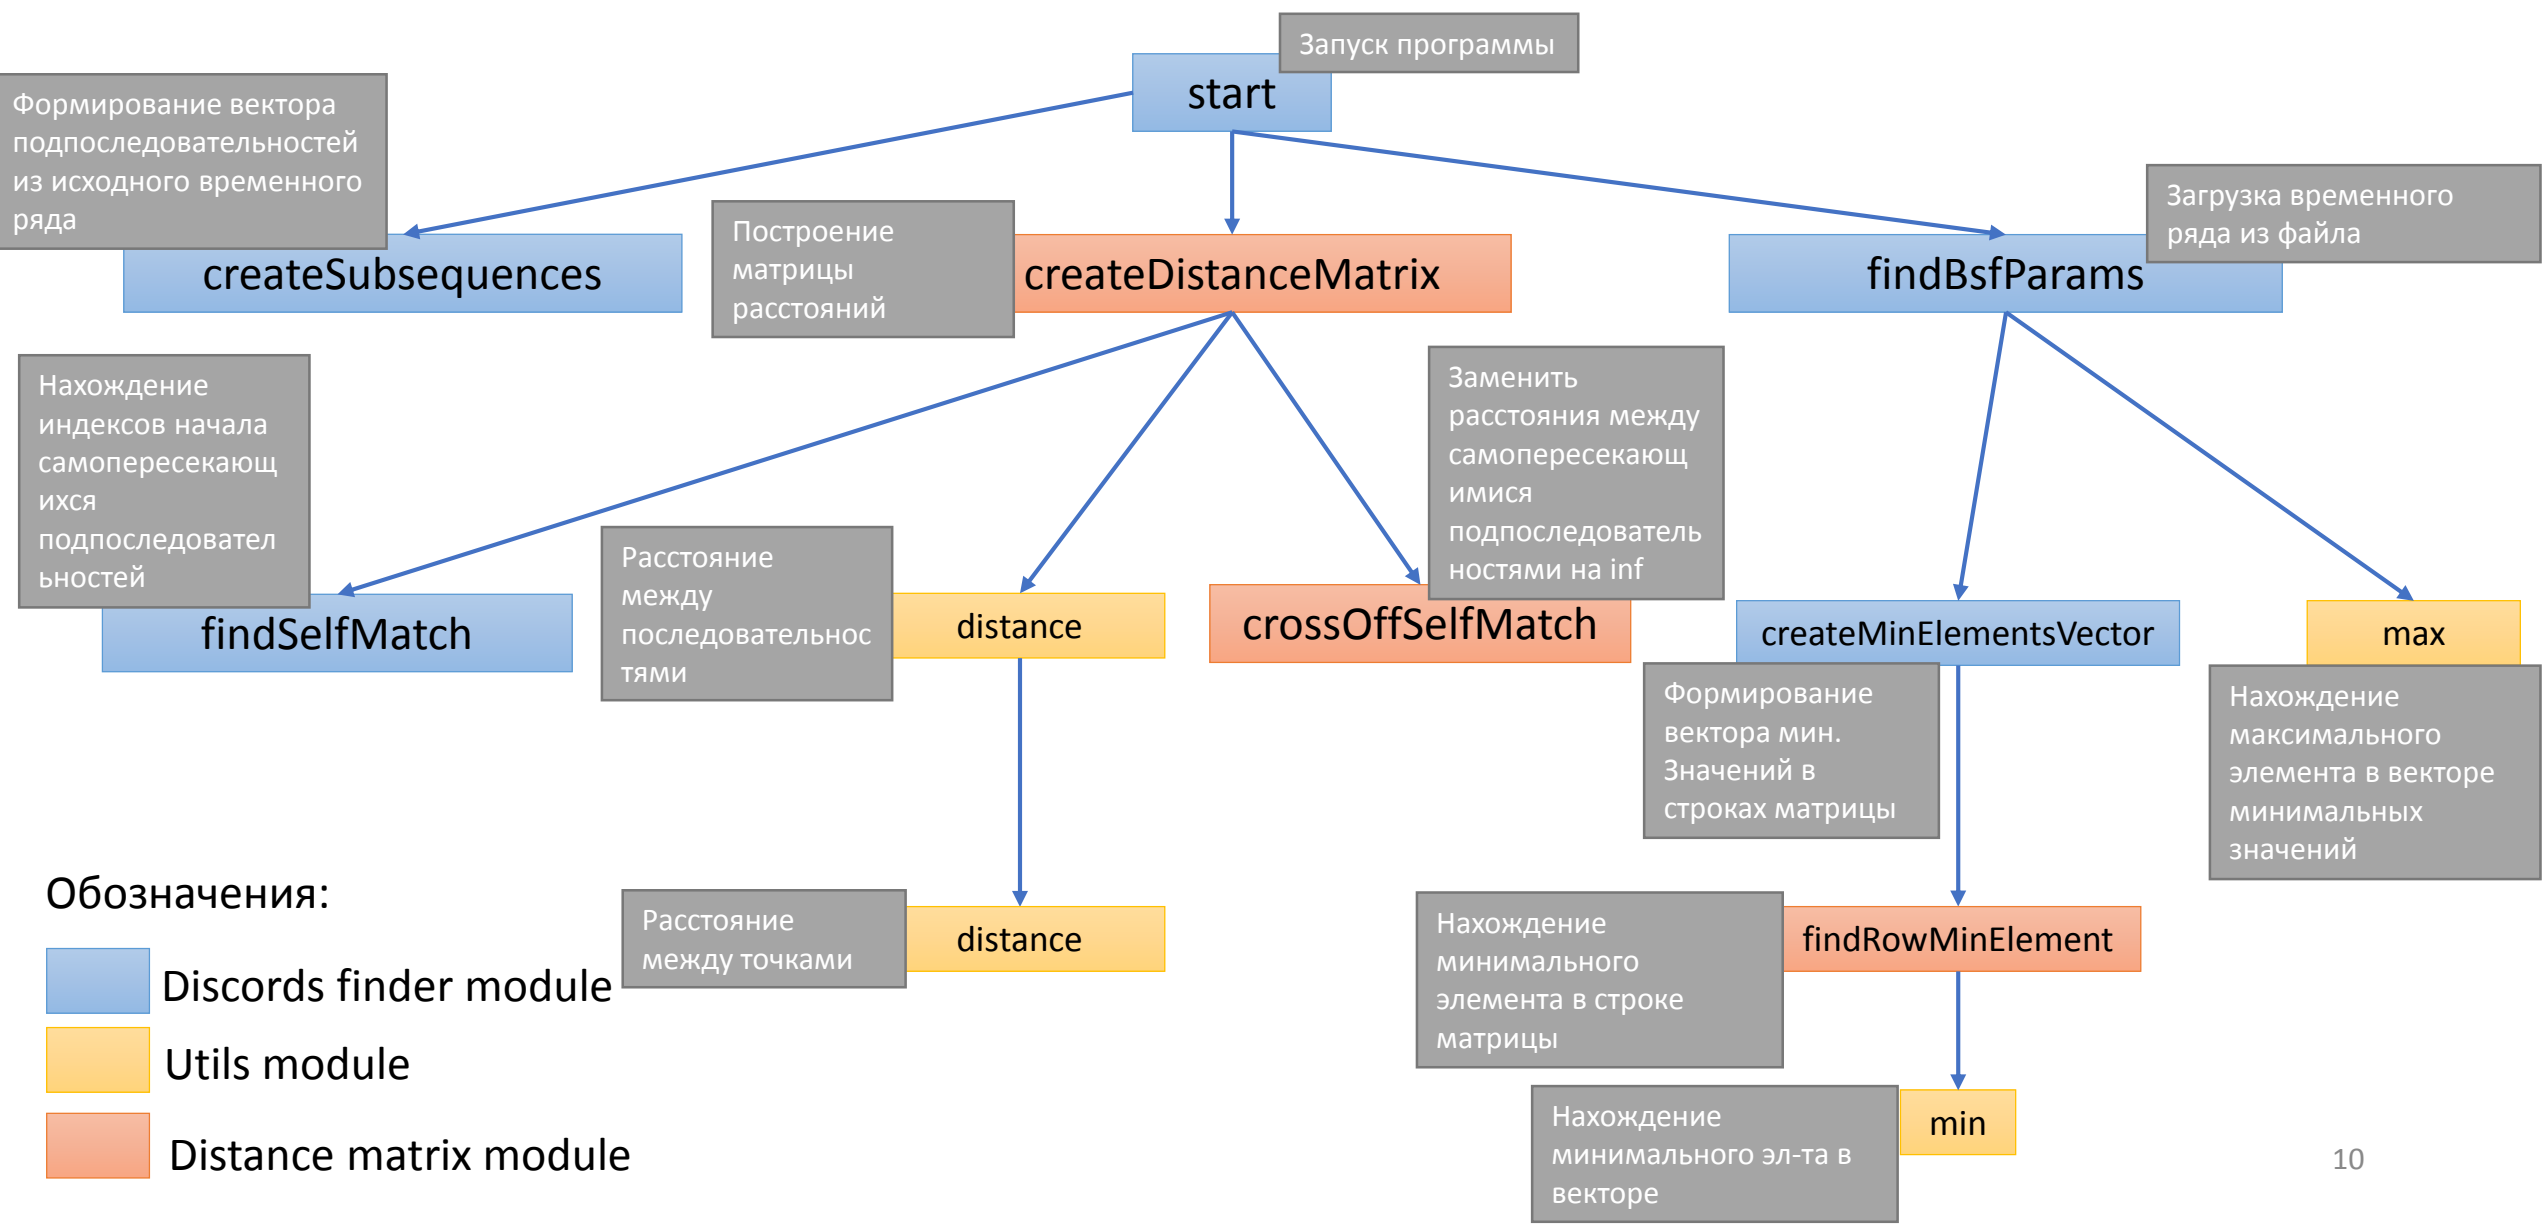 Запуск программы
start
Формирование вектора
подпоследовательностей
из исходного временного
ряда
createSubsequences
Построение
матрицы
расстояний
createDistanceMatrix
Загрузка временного
ряда из файла
findBsfParams
Нахождение
индексов начала
самопересекающ
ихся
подпоследовател
ьностей
findSelfMatch
Расстояние
между
последовательнос
тями
distance
Заменить
расстояния между
самопересекающ
имися
подпоследователь
ностями на inf
crossOffSelfMatch
createMinElementsVector
Формирование
вектора мин.
Значений в
строках матрицы
max
Нахождение
максимального
элемента в векторе
минимальных
значений
Расстояние
между точками
distance
Нахождение
минимального
элемента в строке
матрицы
findRowMinElement
Нахождение
минимального эл-та в
векторе
min
Обозначения:
Discords finder module
Utils module
Distance matrix module
10